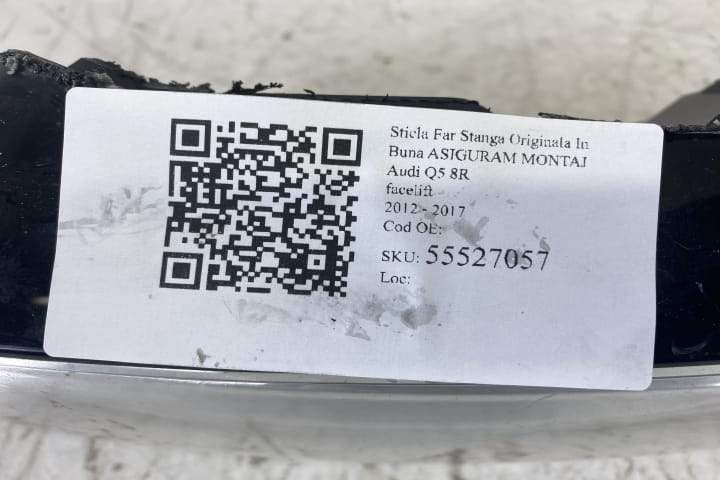 Sticla Far Stanga Originala In
Buna ASIGURAM MONTAJ
Audi Q5 8R
facelift
2012 - 2017
Cod OE:
SKU: 55527057
Loc: